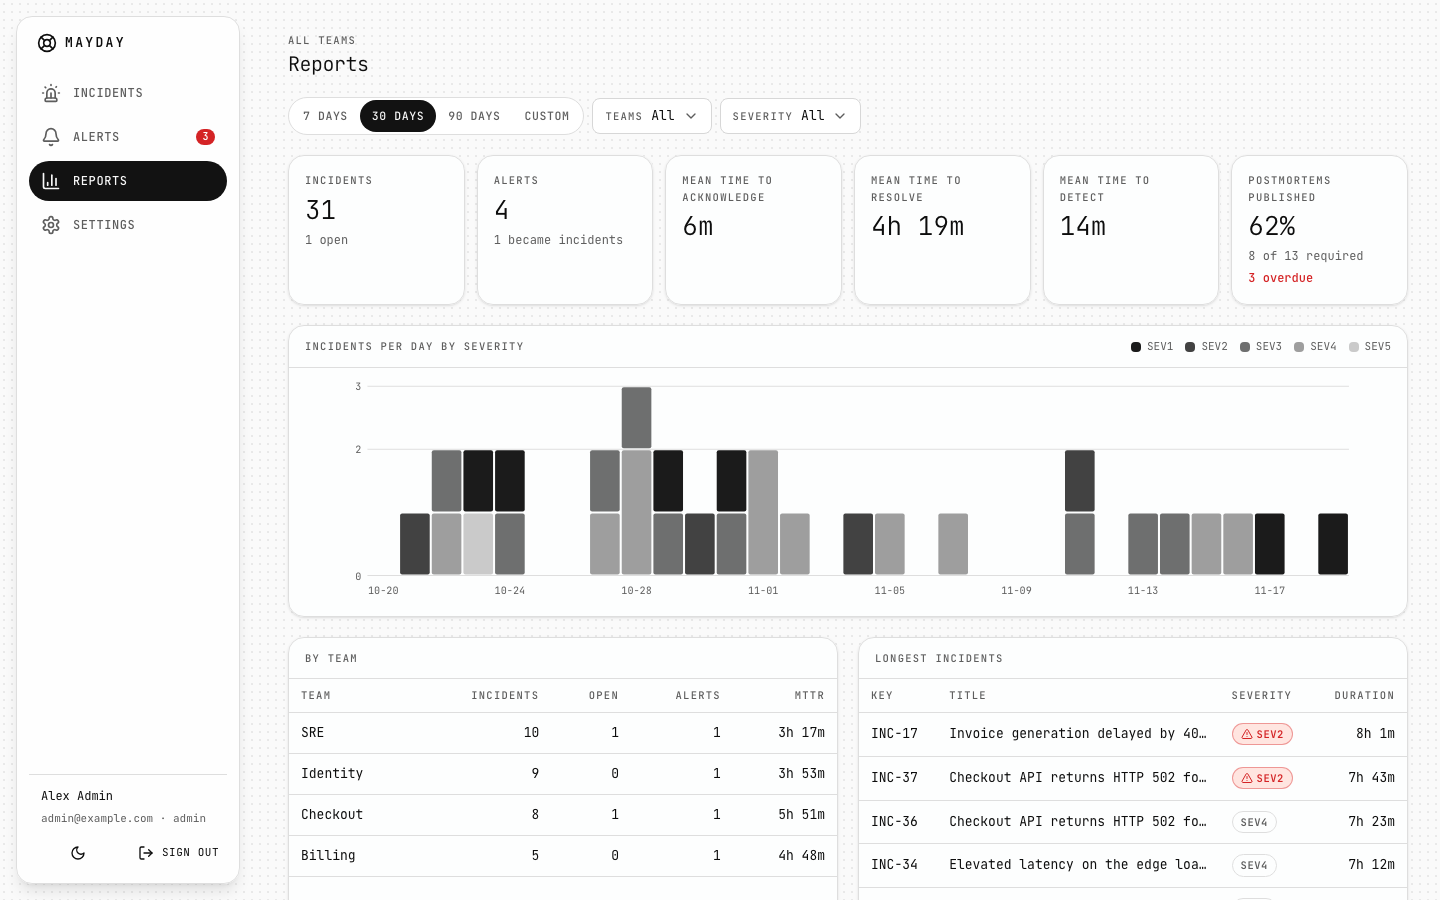 MAYDAY
INCIDENTS
ALERTS 3
REPORTS
SETTINGS
Alex Admin
admin@example.com · admin
SIGN OUT
ALL TEAMS
Reports
7 DAYS 30 DAYS 90 DAYS CUSTOM TEAMS All SEVERITY All
INCIDENTS
31
1 open
ALERTS
4
1 became incidents
MEAN TIME TO
ACKNOWLEDGE
6m
MEAN TIME TO
RESOLVE
4h 19m
MEAN TIME TO
DETECT
14m
POSTMORTEMS
PUBLISHED
62%
8 of 13 required
3 overdue
INCIDENTS PER DAY BY SEVERITY SEV1 SEV2 SEV3 SEV4 SEV5
3
2
1
0
10-20 10-24 10-28 11-01 11-05 11-09 11-13 11-17
BY TEAM
TEAM INCIDENTS OPEN ALERTS MTTR
SRE 10 1 1 3h 17m
Identity 9 0 1 3h 53m
Checkout 8 1 1 5h 51m
Billing 5 0 1 4h 48m
LONGEST INCIDENTS
KEY TITLE SEVERITY DURATION
INC-17 Invoice generation delayed by 40… SEV2 8h 1m
INC-37 Checkout API returns HTTP 502 fo… SEV2 7h 43m
INC-36 Checkout API returns HTTP 502 fo… SEV4 7h 23m
INC-34 Elevated latency on the edge loa… SEV4 7h 12m